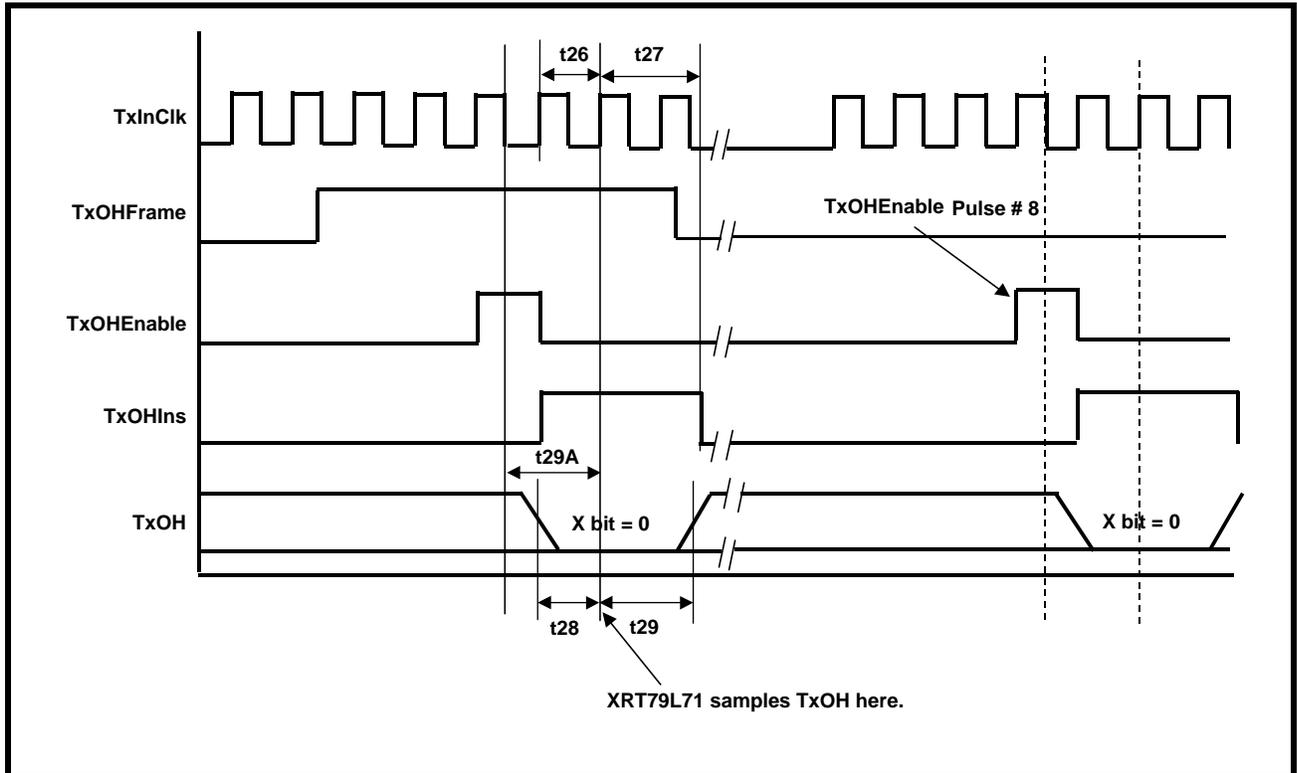 t26
t27
TxInClk
TxOHFrame
TxOHEnable Pulse # 8
TxOHEnable
TxOHIns
t29A
TxOH
X bit = 0
X bit = 0
t28
t29
XRT79L71 samples TxOH here.